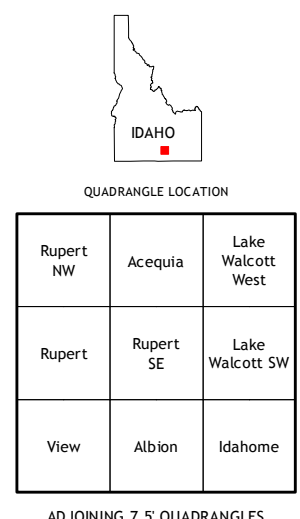 IDAHO
QUADRANGLE LOCATION
Rupert
NW
Acequia
Lake
Walcott
West
Rupert
Rupert
SE
Lake
Walcott SW
View
Albion
Idahome
ADJOINING 7.5' QUADRANGLES